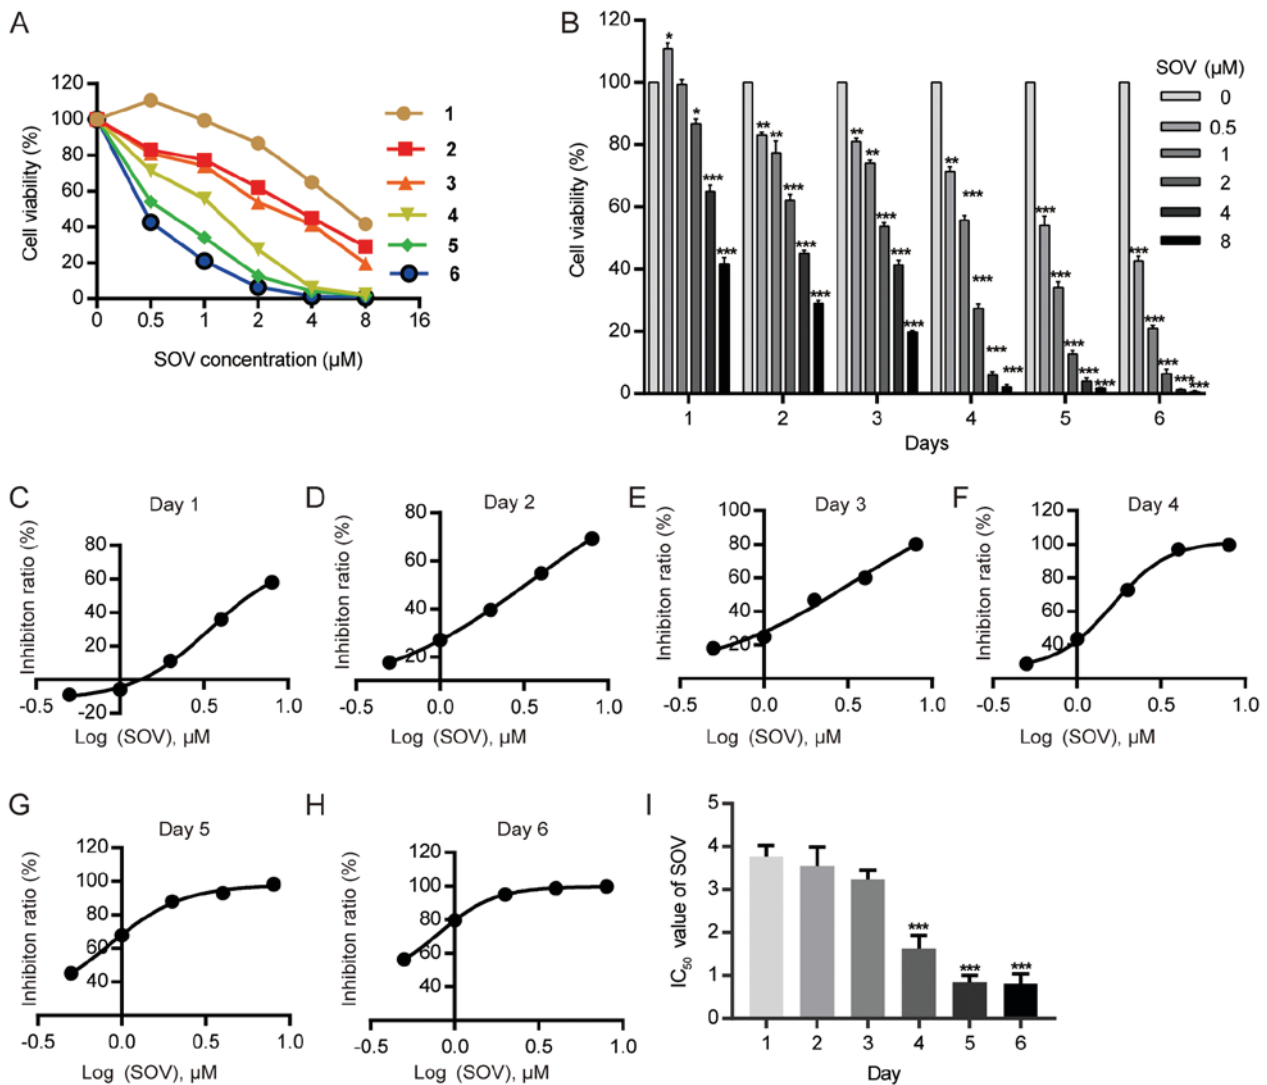 A
Cell viability (%)
120
100
80
60
40
20
0
0 0.5 1 2 4 8 16
SOV concentration (μM)
1
2
3
4
5
6
B
Cell viability (%)
120
100
80
60
40
20
0
* * ***
***
** ** *** *** ***
** ** *** *** ***
** *** *** *** ***
*** *** *** *** ***
*** *** *** *** ***
1 2 3 4 5 6
Days
SOV (μM)
0
0.5
1
2
4
8
C
Day 1
Inhibiton ratio (%)
80
60
40
20
-20
-0.5 0.5 1.0
Log (SOV), μM
D
Day 2
Inhibiton ratio (%)
80
60
40
20
-0.5 0.0 0.5 1.0
Log (SOV), μM
E
Day 3
Inhibiton ratio (%)
100
80
60
40
20
-0.5 0.0 0.5 1.0
Log (SOV), μM
F
Day 4
Inhibiton ratio (%)
120
100
80
60
40
-0.5 0.0 0.5 1.0
Log (SOV), μM
G
Day 5
Inhibiton ratio (%)
120
100
80
60
40
-0.5 0.0 0.5 1.0
Log (SOV), μM
H
Day 6
Inhibiton ratio (%)
120
100
80
60
40
-0.5 0.0 0.5 1.0
Log (SOV), μM
I
IC50 value of SOV
5
4
3
2
1
0
*** *** ***
1 2 3 4 5 6
Day